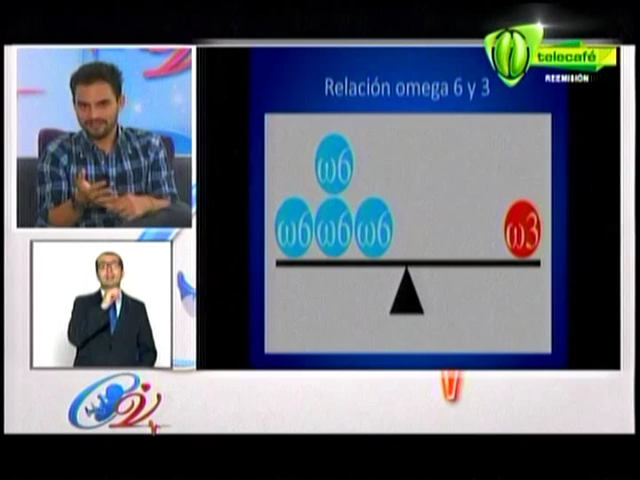 telecafé
REEMISIÓN
Relación omega 6 y 3
ω6
ω6 ω6 ω6
ω3